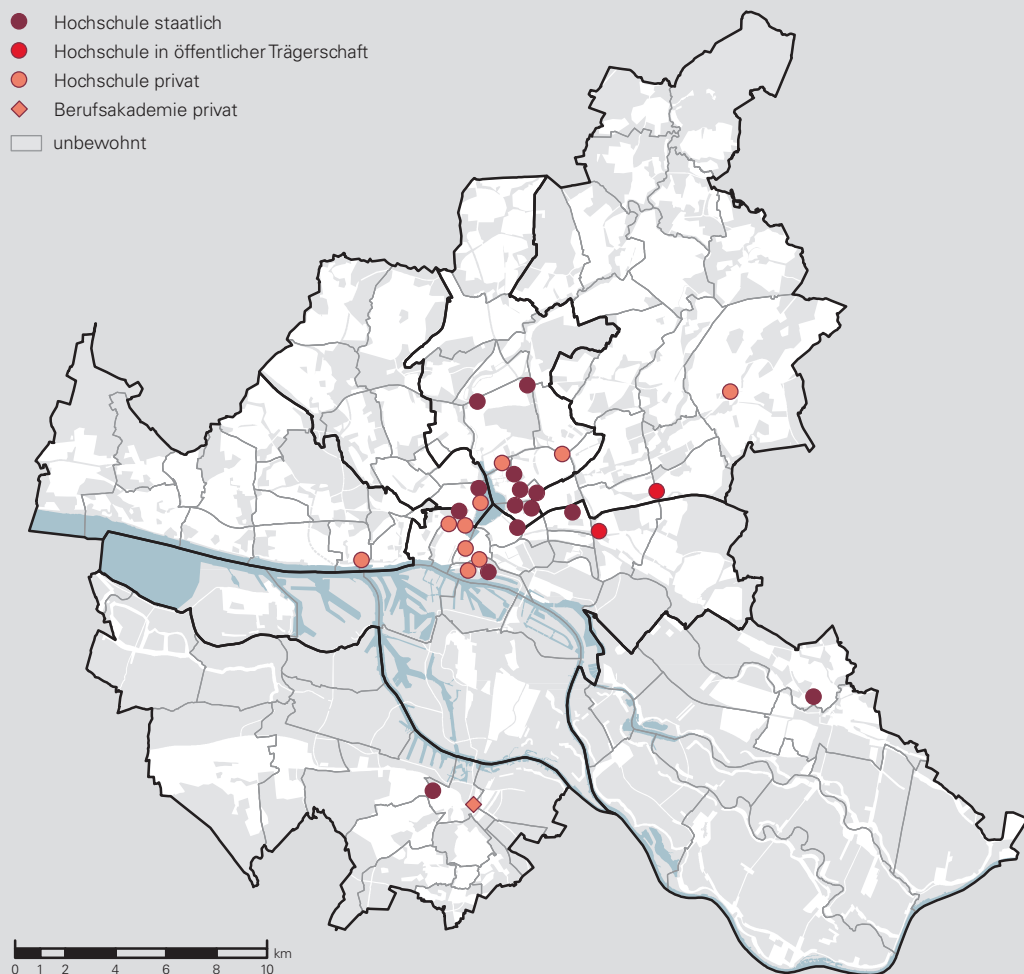 Hochschule staatlich
Hochschule in öffentlicher Trägerschaft
Hochschule privat
Berufsakademie privat
unbewohnt
km
0 1 2 4 6 8 10